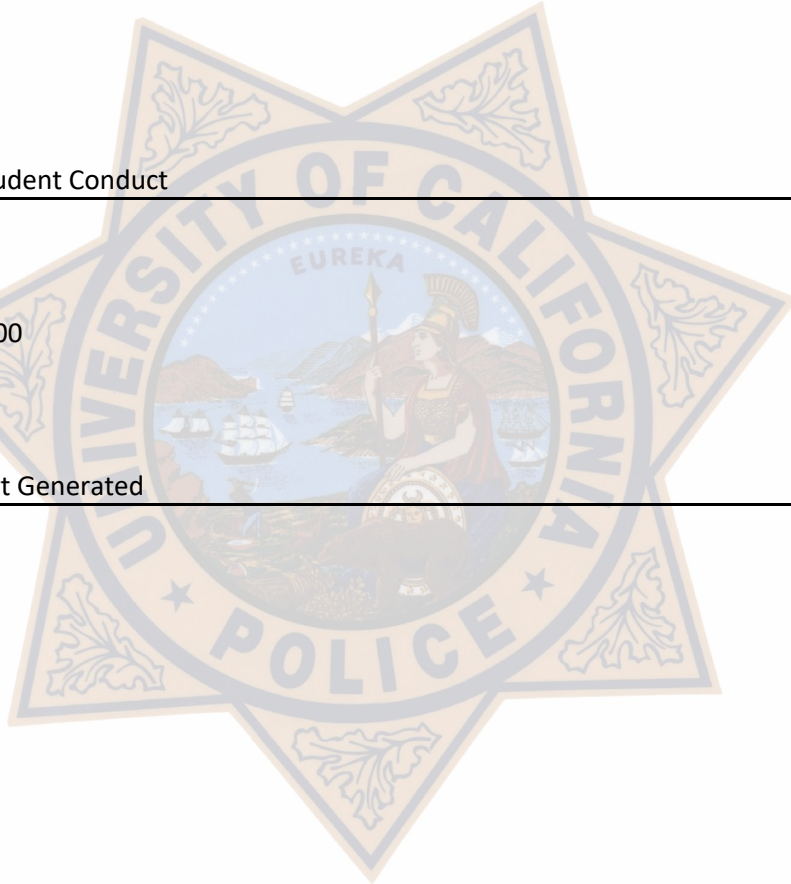 udent Conduct
00
t Generated
UNIVERSITY OF CALIFORNIA
EUREKA
POLICE